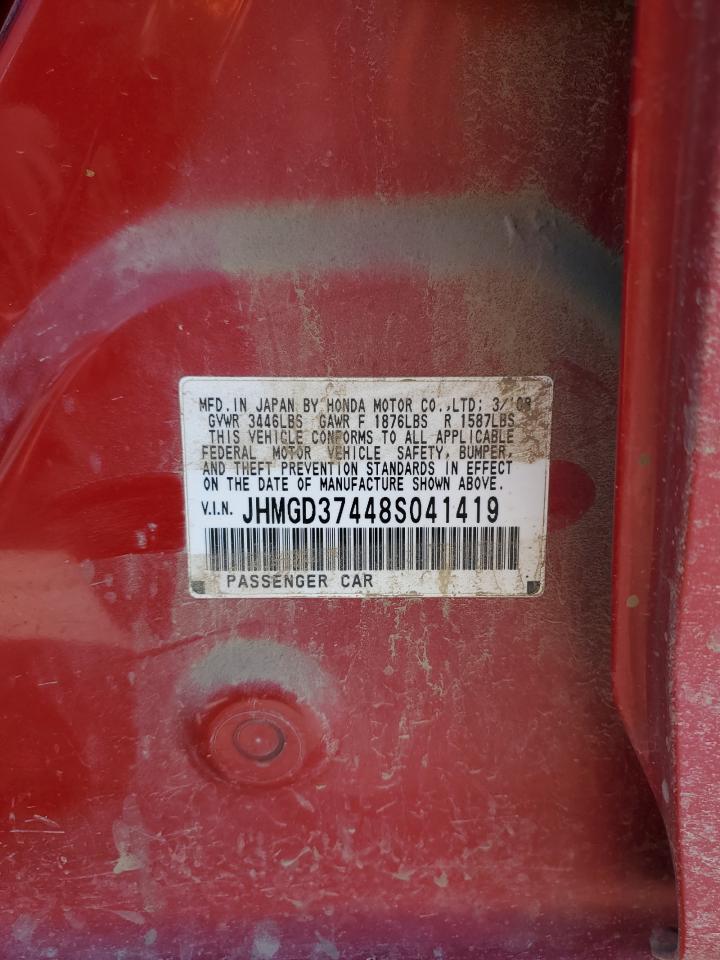 MFD. IN JAPAN BY HONDA MOTOR CO., LTD; 3/'08
GVWR 3446LBS GAWR F 1876LBS R 1587LBS
THIS VEHICLE CONFORMS TO ALL APPLICABLE
FEDERAL MOTOR VEHICLE SAFETY, BUMPER,
AND THEFT PREVENTION STANDARDS IN EFFECT
ON THE DATE OF MANUFACTURE SHOWN ABOVE.
V.I.N. JHMGD37448S041419
PASSENGER CAR